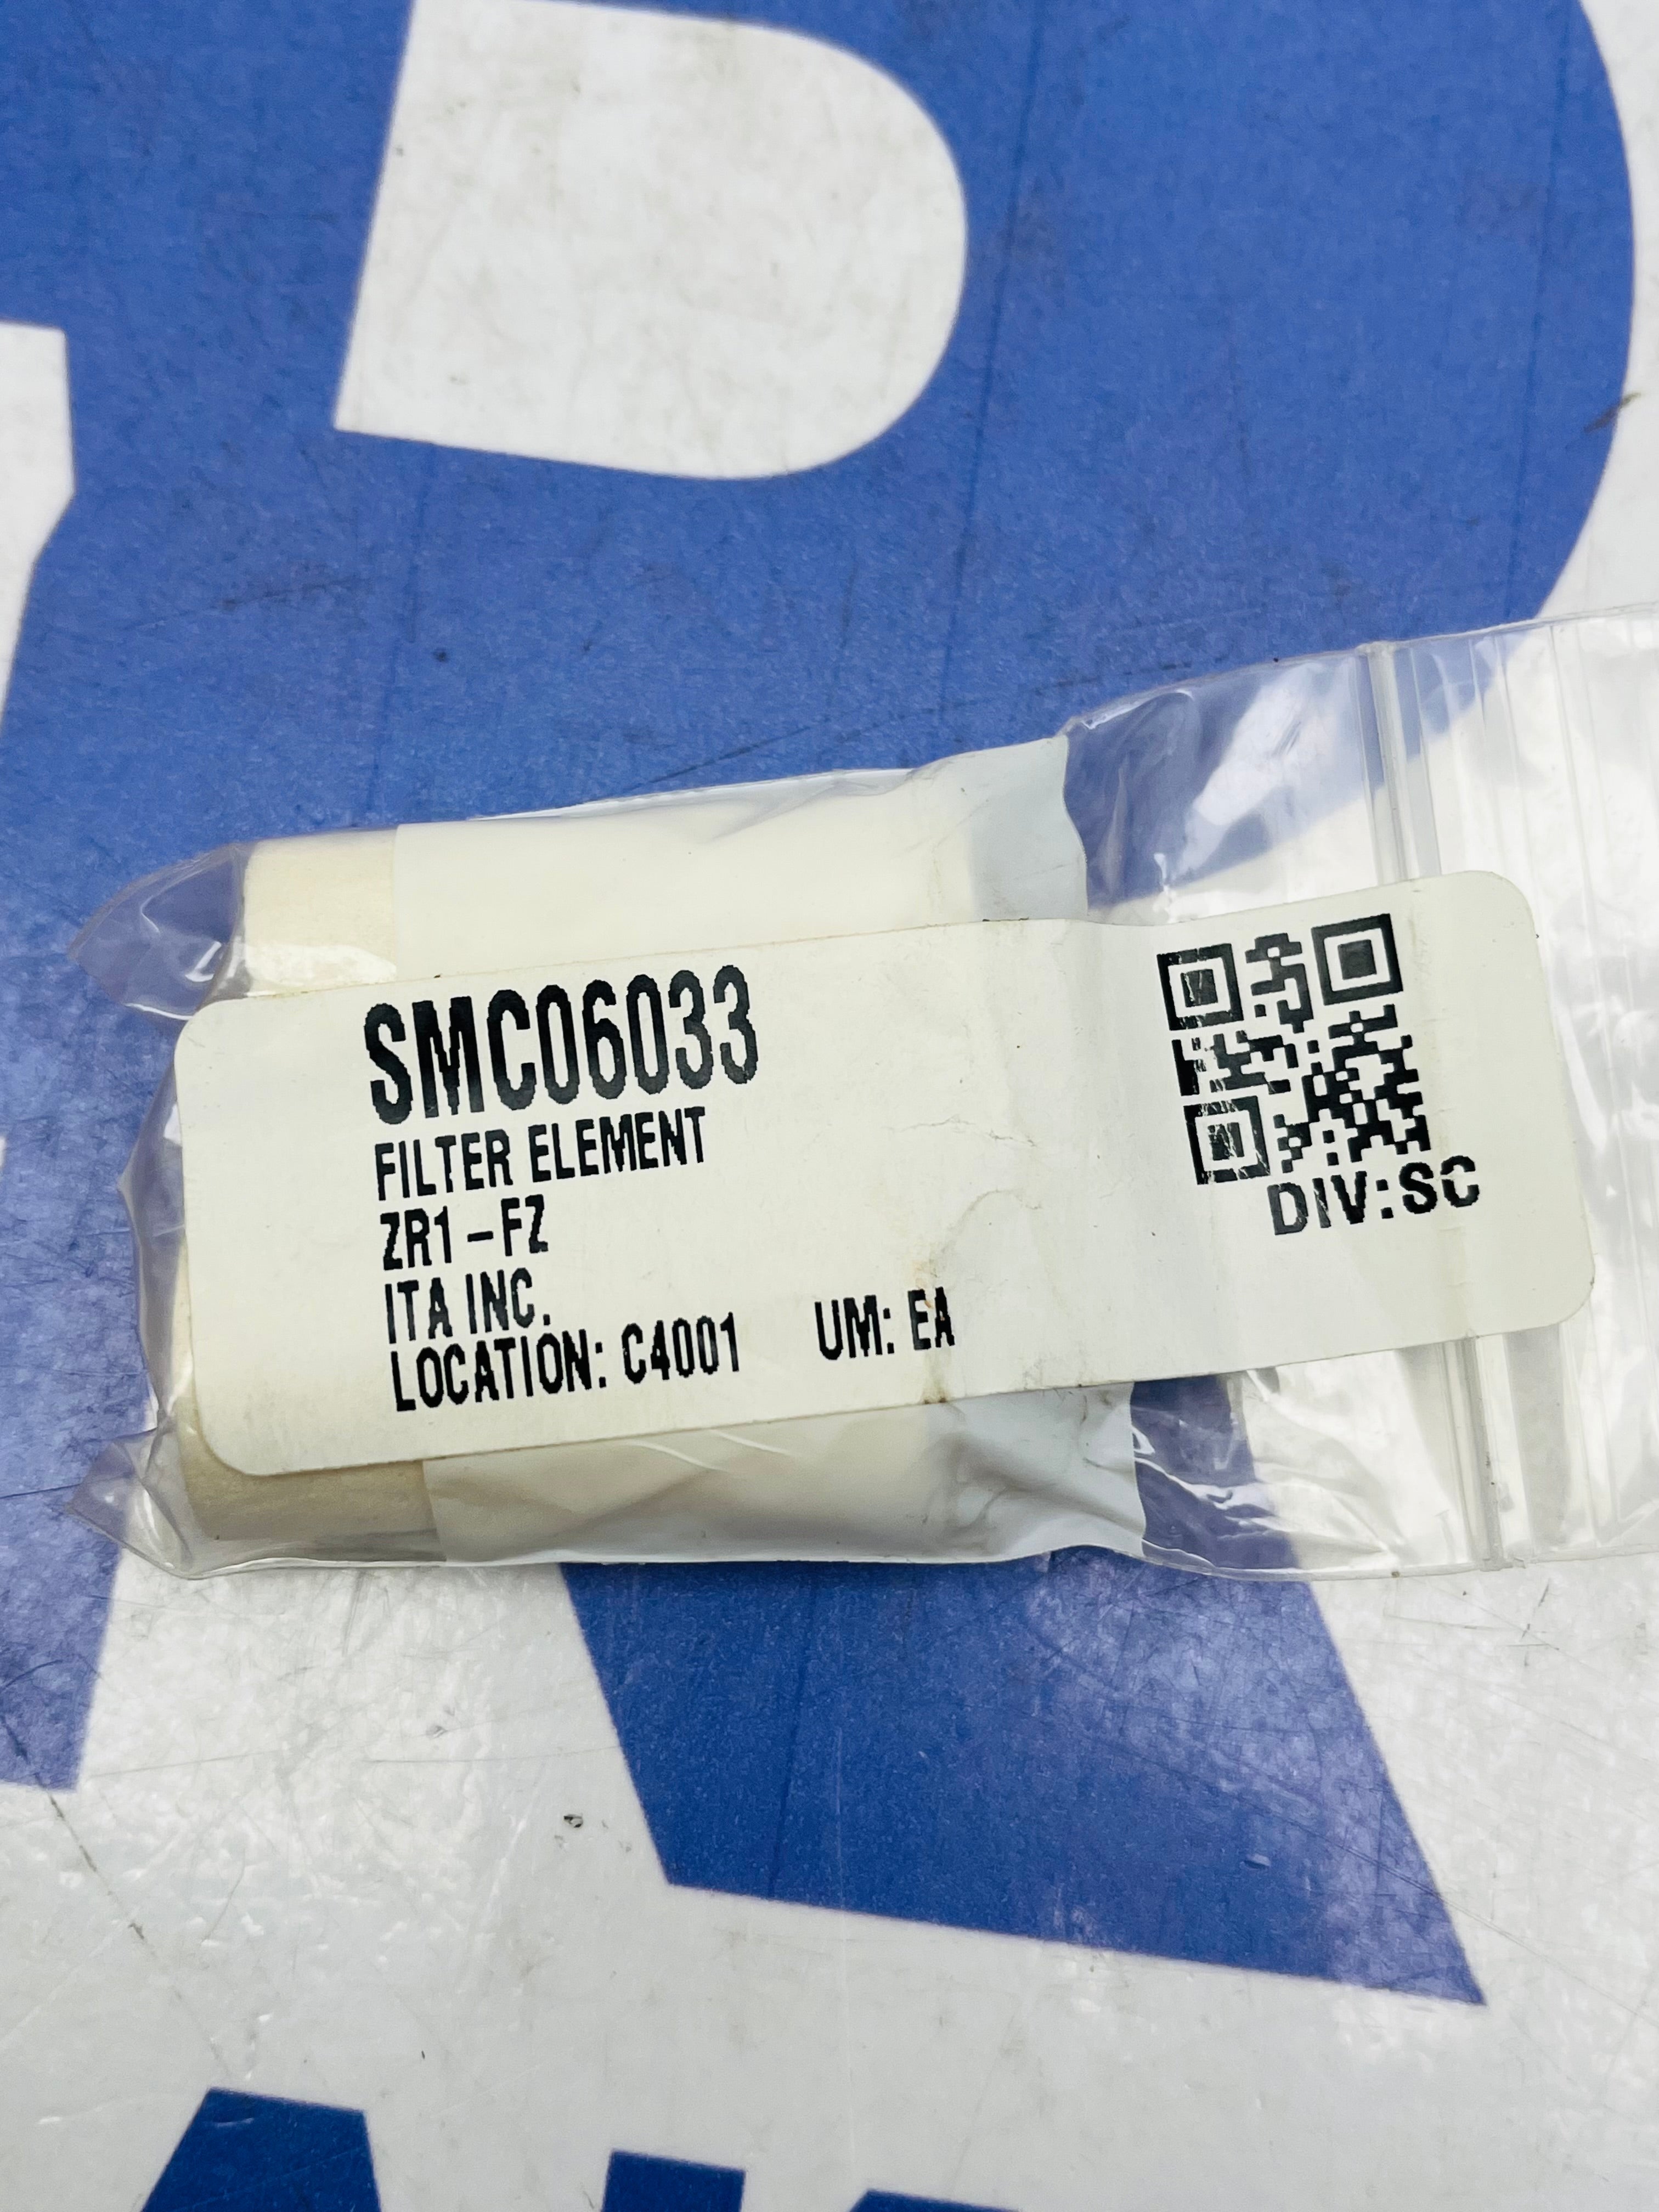 SMC06033
FILTER ELEMENT
ZR1-FZ
ITA INC.
LOCATION: C4001 UM: EA
DIV:SC